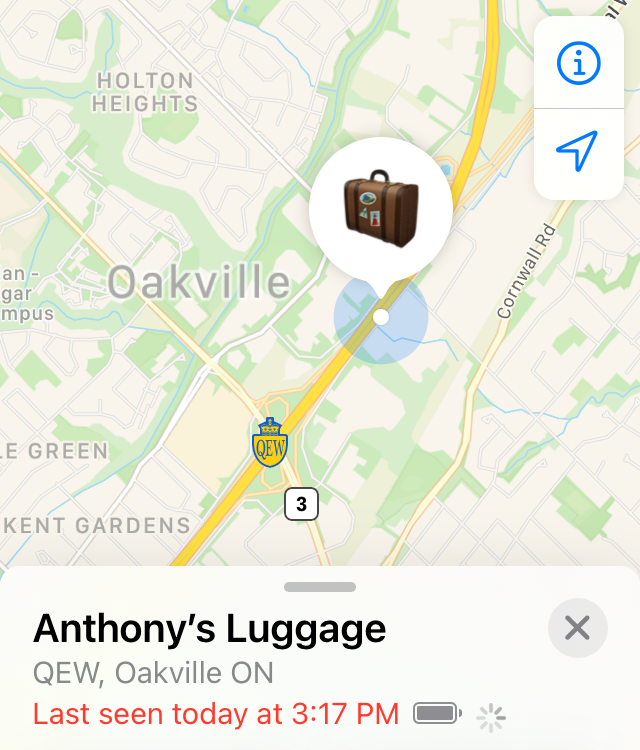 HOLTON
HEIGHTS
Oakville
an -
gar
mpus
Cornwall Rd
QEW
LE GREEN
3
KENT GARDENS
Anthony’s Luggage
QEW, Oakville ON
Last seen today at 3:17 PM